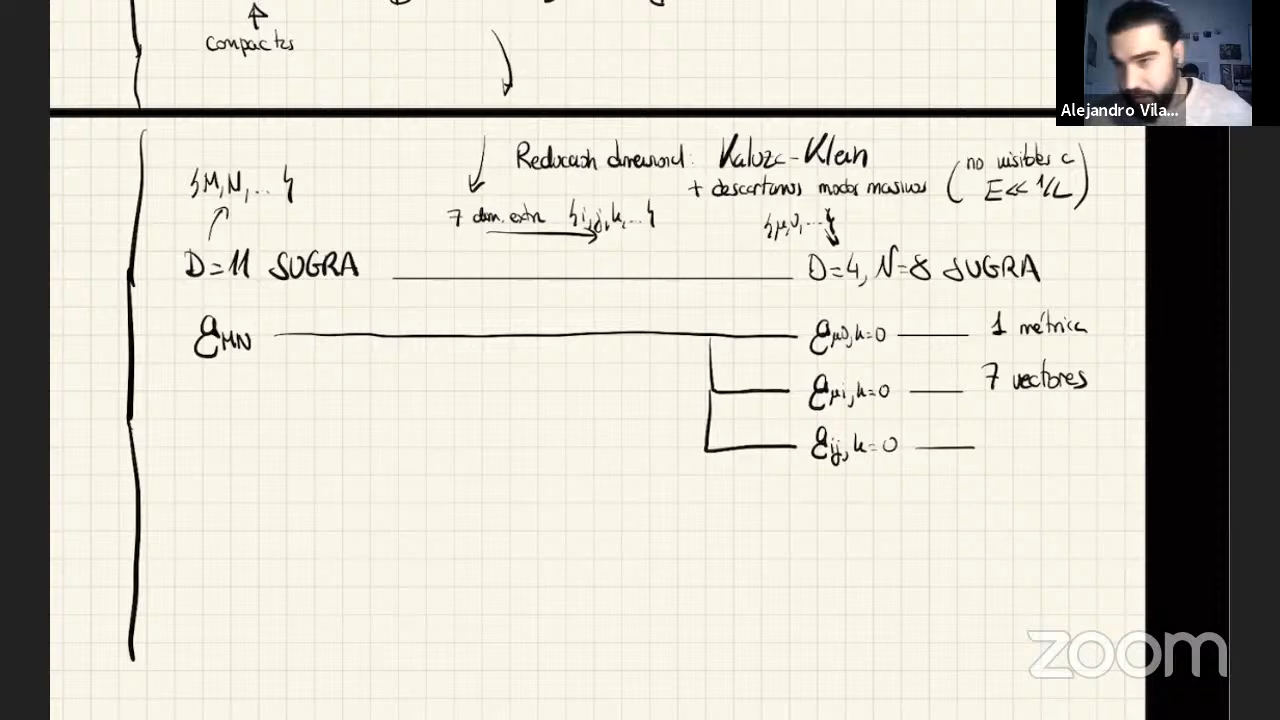 compactas
Alejandro Vila...
Reducción dimensional: Kaluza-Klein
+ descartamos modos masivos
(no visibles a E << 1/L)
{M,N,...}
7 dim. extra {i,j,k,...}
{μ,ν,...}
D=11 SUGRA
D=4, N=8 SUGRA
g_MN
g_μν,k=0 1 métrica
g_μi,k=0 7 vectores
g_ij,k=0
zoom